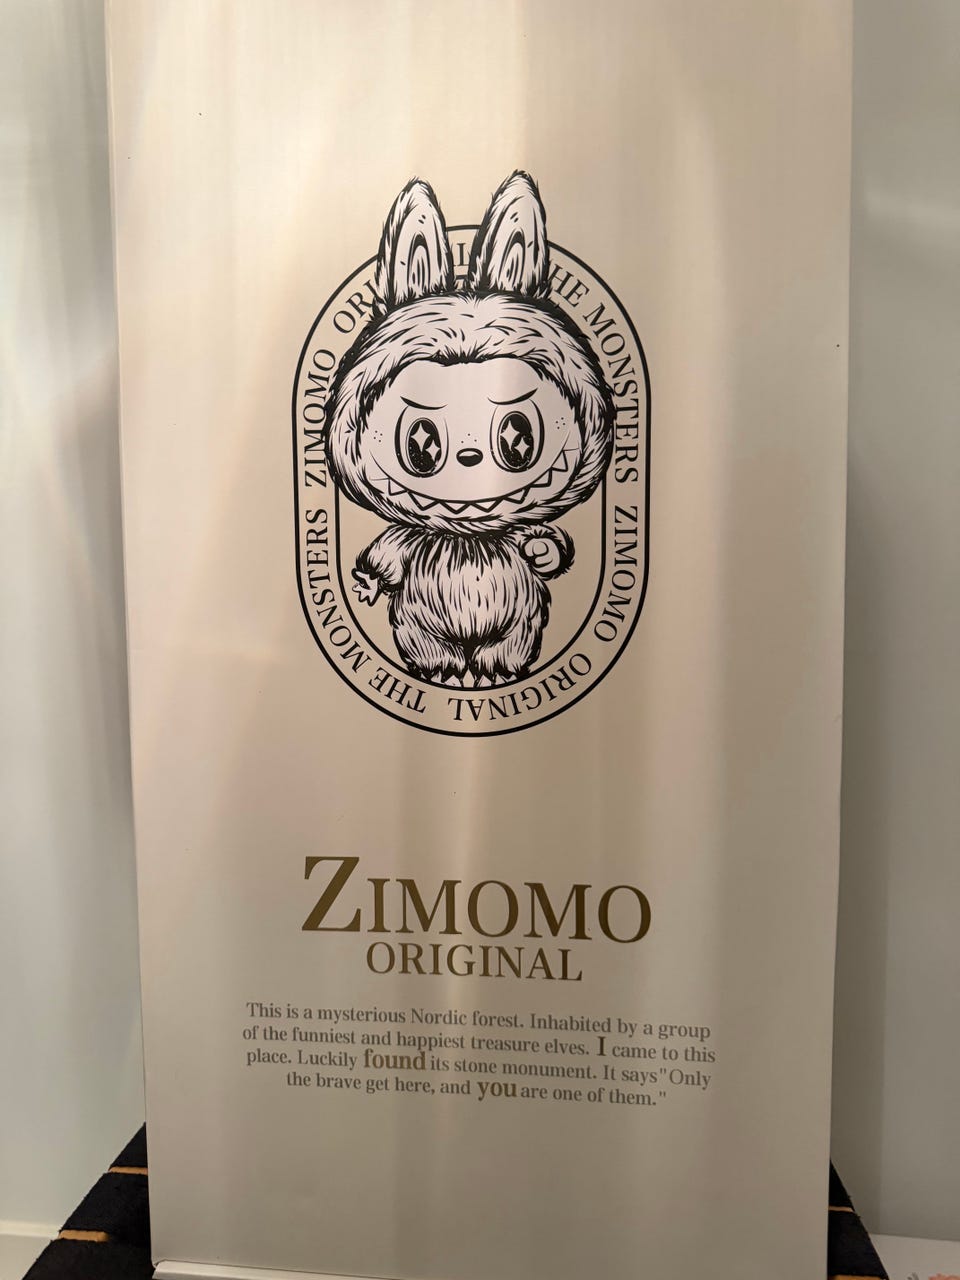 ZIMOMO ORI
L
HE MONSTERS ZIMOMO ORIGINAL THE MONSTERS
ZIMOMO
ORIGINAL
This is a mysterious Nordic forest. Inhabited by a group
of the funniest and happiest treasure elves. I came to this
place. Luckily found its stone monument. It says"Only
the brave get here, and you are one of them."